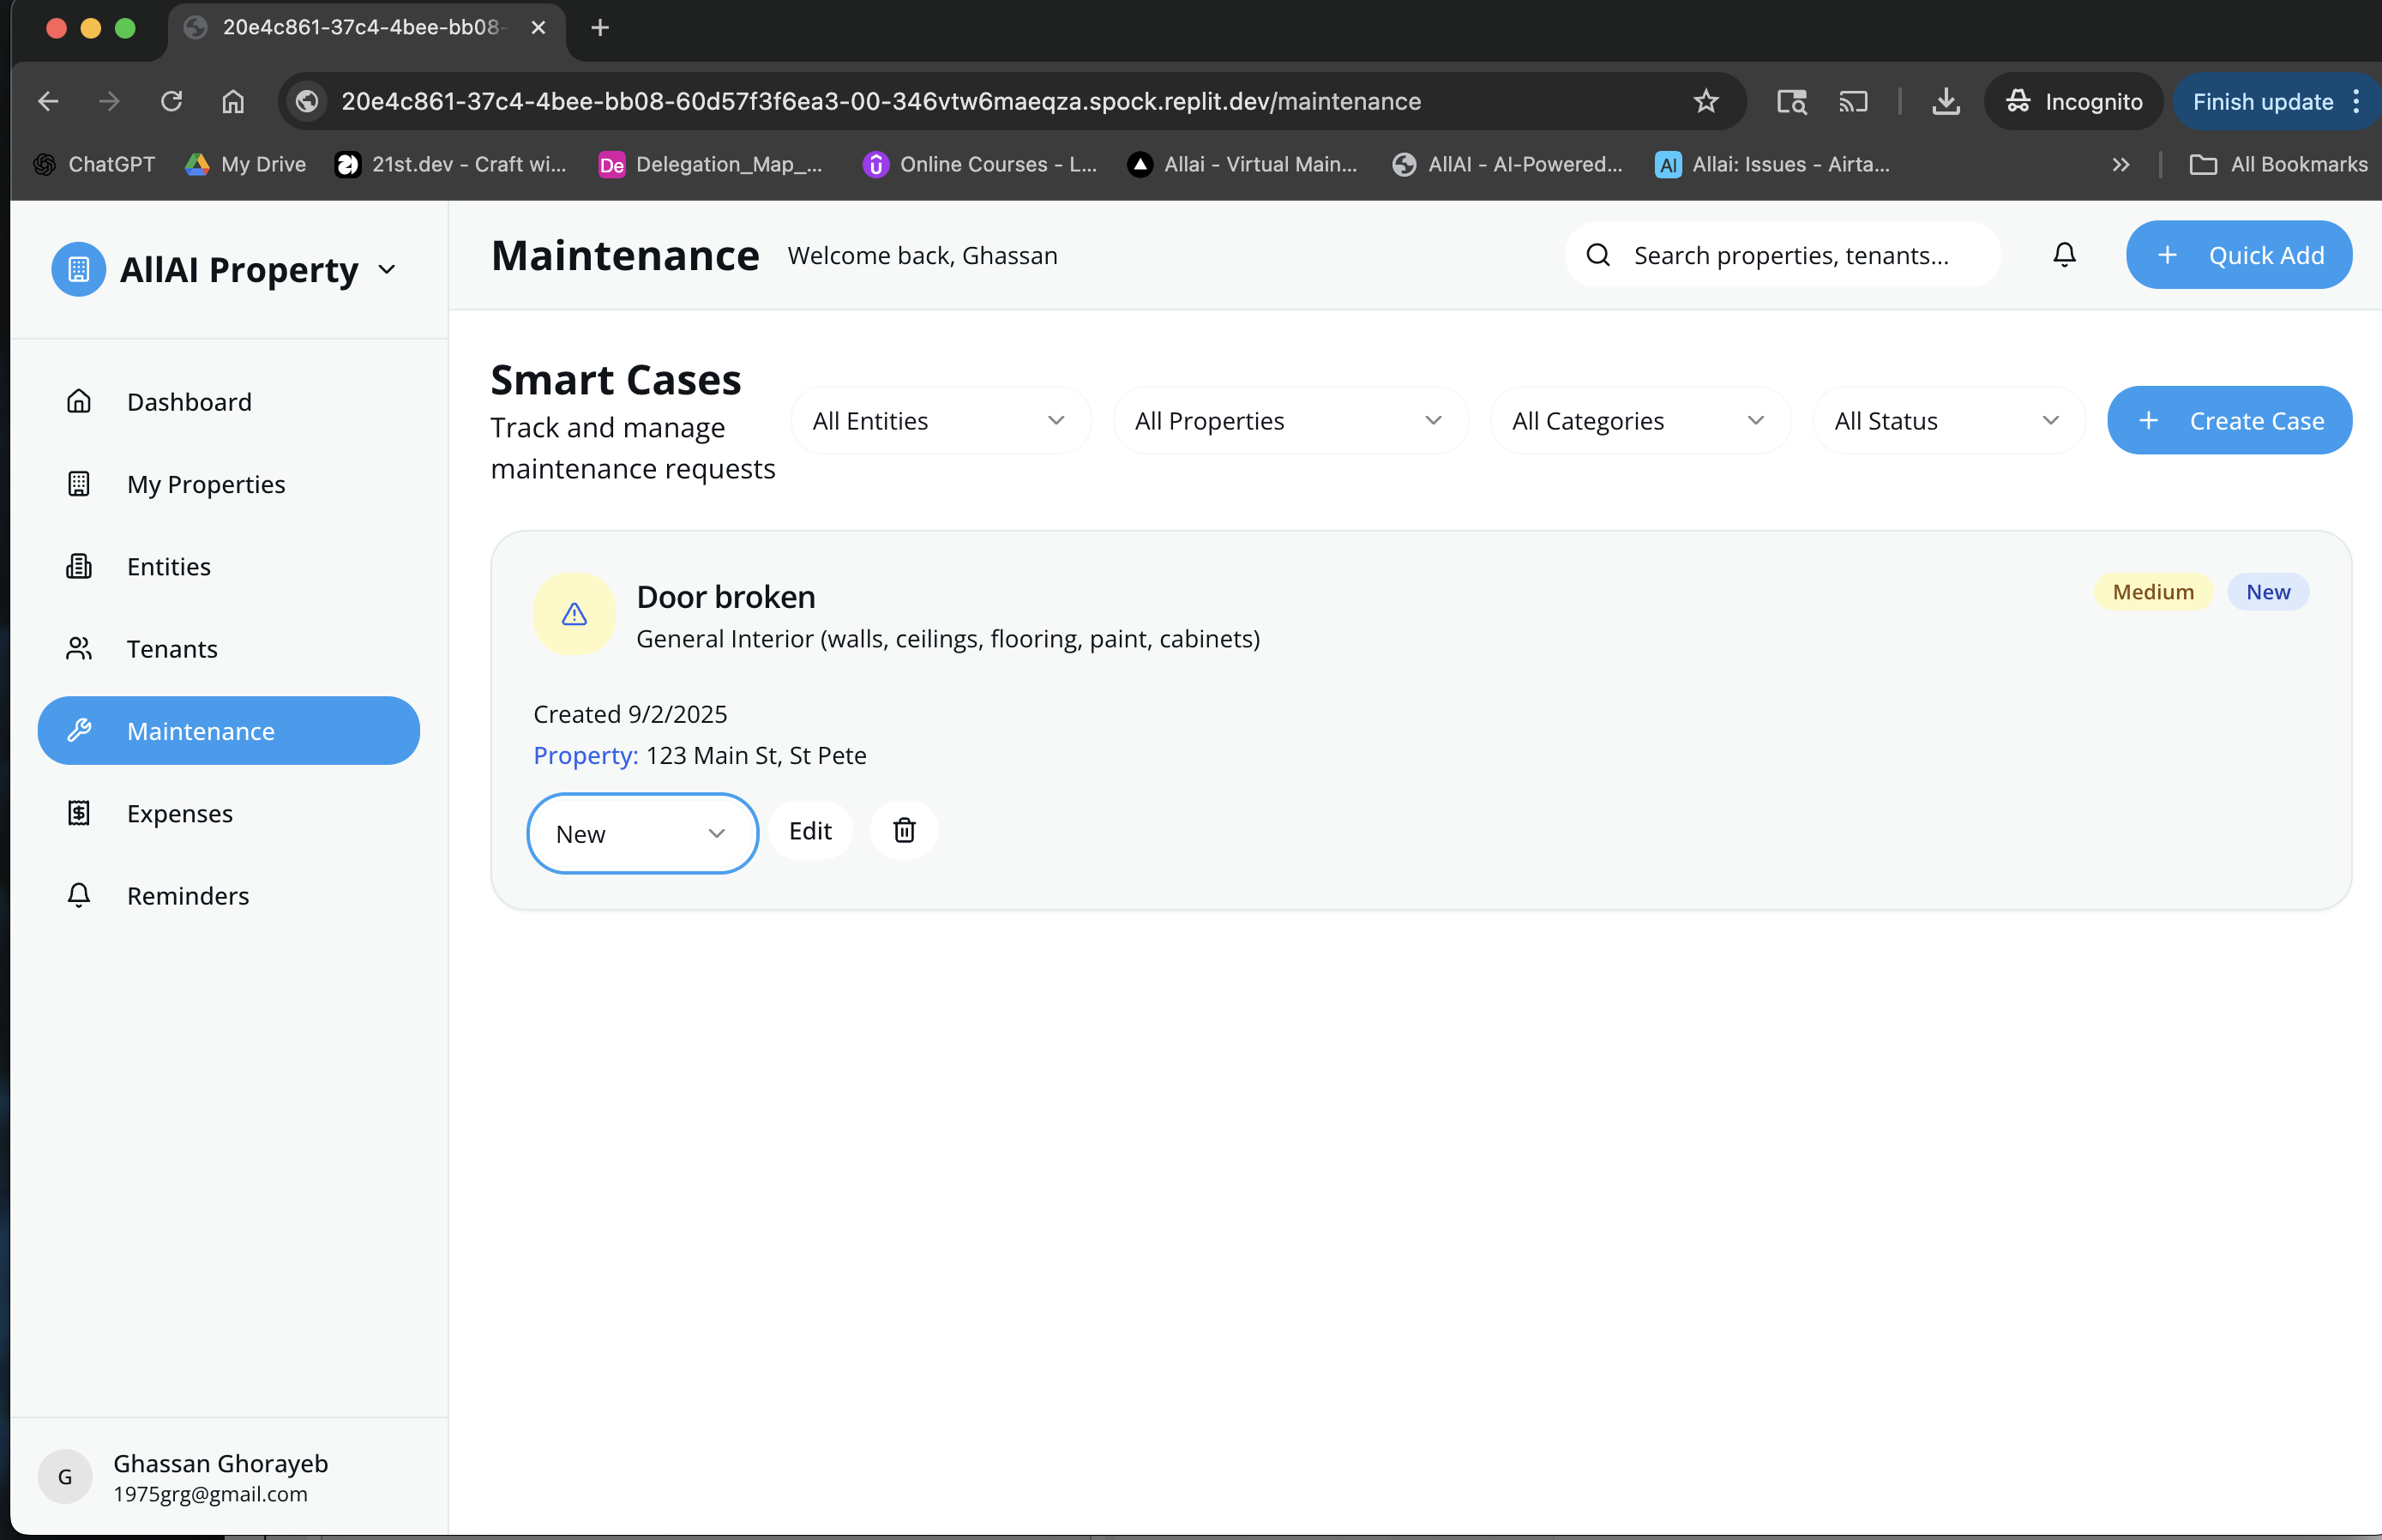 20e4c861-37c4-4bee-bb08-
20e4c861-37c4-4bee-bb08-60d57f3f6ea3-00-346vtw6maeqza.spock.replit.dev/maintenance
Incognito
Finish update
ChatGPT
My Drive
21st.dev - Craft wi...
De
Delegation_Map_...
Online Courses - L...
Allai - Virtual Main...
AllAI - AI-Powered...
AI
Allai: Issues - Airta...
All Bookmarks
AllAI Property
Maintenance
Welcome back, Ghassan
Search properties, tenants...
Quick Add
Dashboard
My Properties
Entities
Tenants
Maintenance
Expenses
Reminders
Smart Cases
Track and manage
maintenance requests
All Entities
All Properties
All Categories
All Status
Create Case
Door broken
General Interior (walls, ceilings, flooring, paint, cabinets)
Medium
New
Created 9/2/2025
Property: 123 Main St, St Pete
New
Edit
G
Ghassan Ghorayeb
1975grg@gmail.com